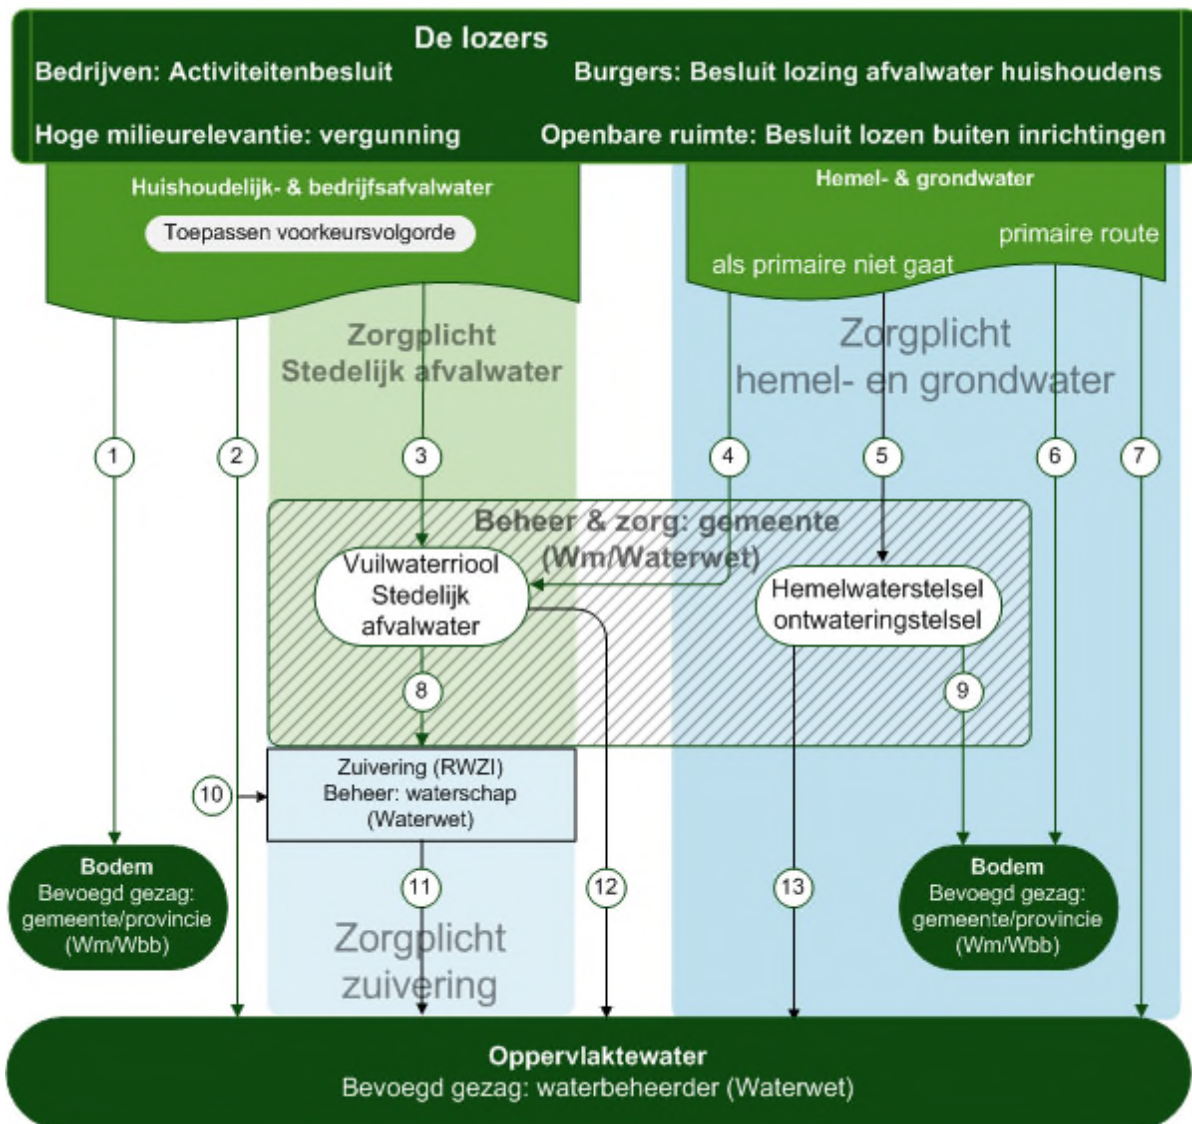 De lozers
Bedrijven: Activiteitenbesluit
Burgers: Besluit lozing afvalwater huishoudens
Hoge milieurelevantie: vergunning
Openbare ruimte: Besluit lozen buiten inrichtingen
Huishoudelijk- & bedrijfsafvalwater
Toepassen voorkeursvolgorde
Hemel- & grondwater
primaire route
als primaire niet gaat
Zorgplicht
Stedelijk afvalwater
Zorgplicht
hemel- en grondwater
1
2
3
4
5
6
7
Beheer & zorg: gemeente
(Wm/Waterwet)
Vuilwaterriool
Stedelijk
afvalwater
Hemelwaterstelsel
ontwateringstelsel
8
9
10
Zuivering (RWZI)
Beheer: waterschap
(Waterwet)
Bodem
Bevoegd gezag:
gemeente/provincie
(Wm/Wbb)
11
12
13
Bodem
Bevoegd gezag:
gemeente/provincie
(Wm/Wbb)
Zorgplicht
zuivering
Oppervlaktewater
Bevoegd gezag: waterbeheerder (Waterwet)